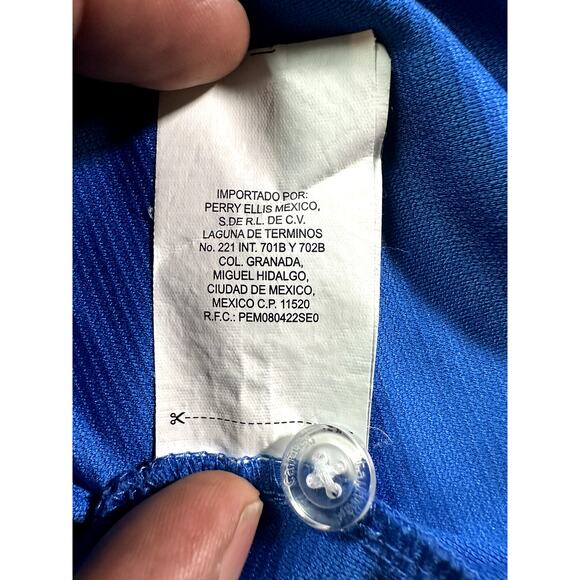 IMPORTADO POR:
PERRY ELLIS MEXICO,
S.DE R.L. DE C.V.
LAGUNA DE TERMINOS
No. 221 INT. 701B Y 702B
COL. GRANADA,
MIGUEL HIDALGO,
CIUDAD DE MEXICO,
MEXICO C.P. 11520
R.F.C.: PEM080422SE0